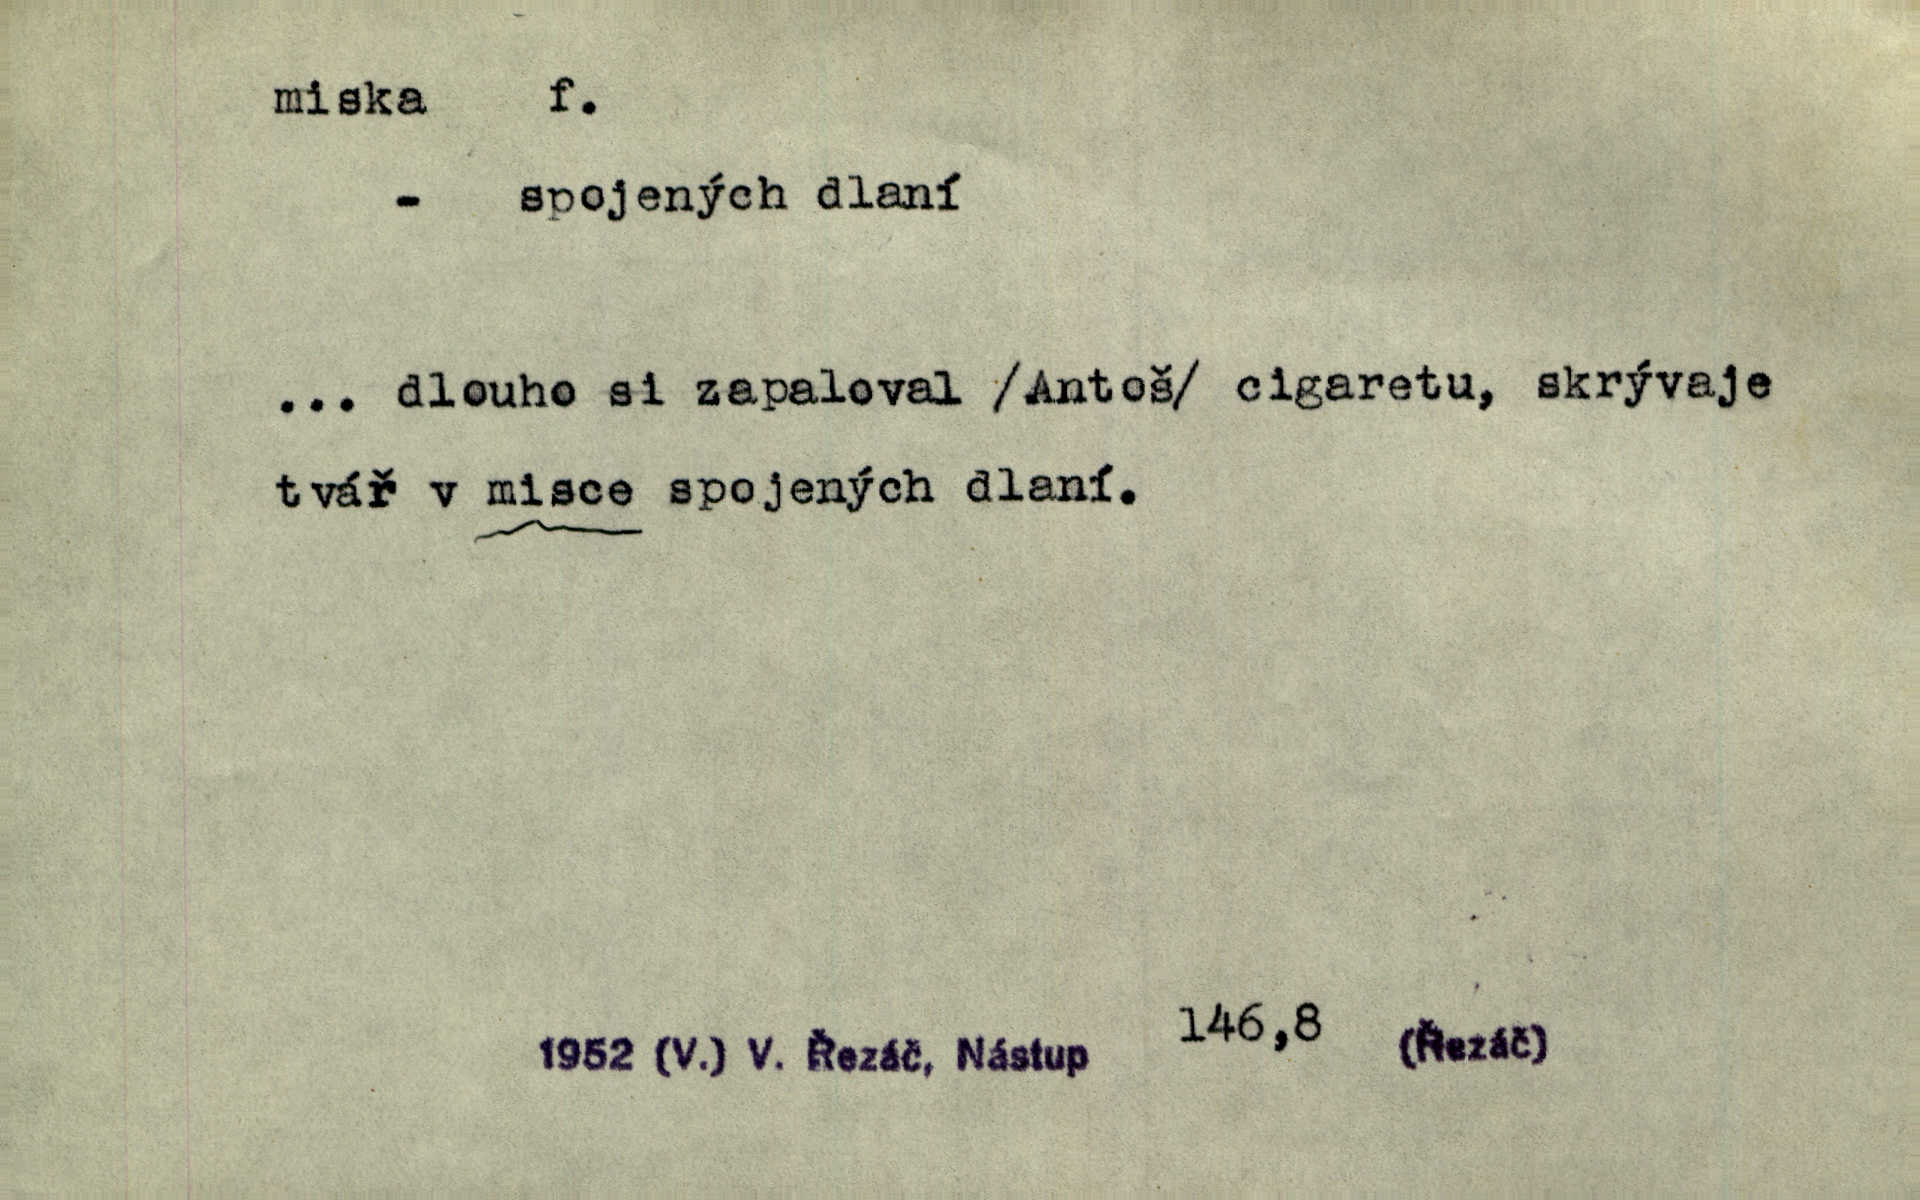 miska f.
- spojených dlaní
... dlouho si zapaloval /Antoš/ cigaretu, skrývaje
tvář v misce spojených dlaní.
1952 (V.) V. Řezáč, Nástup 146,8 (Řezáč)